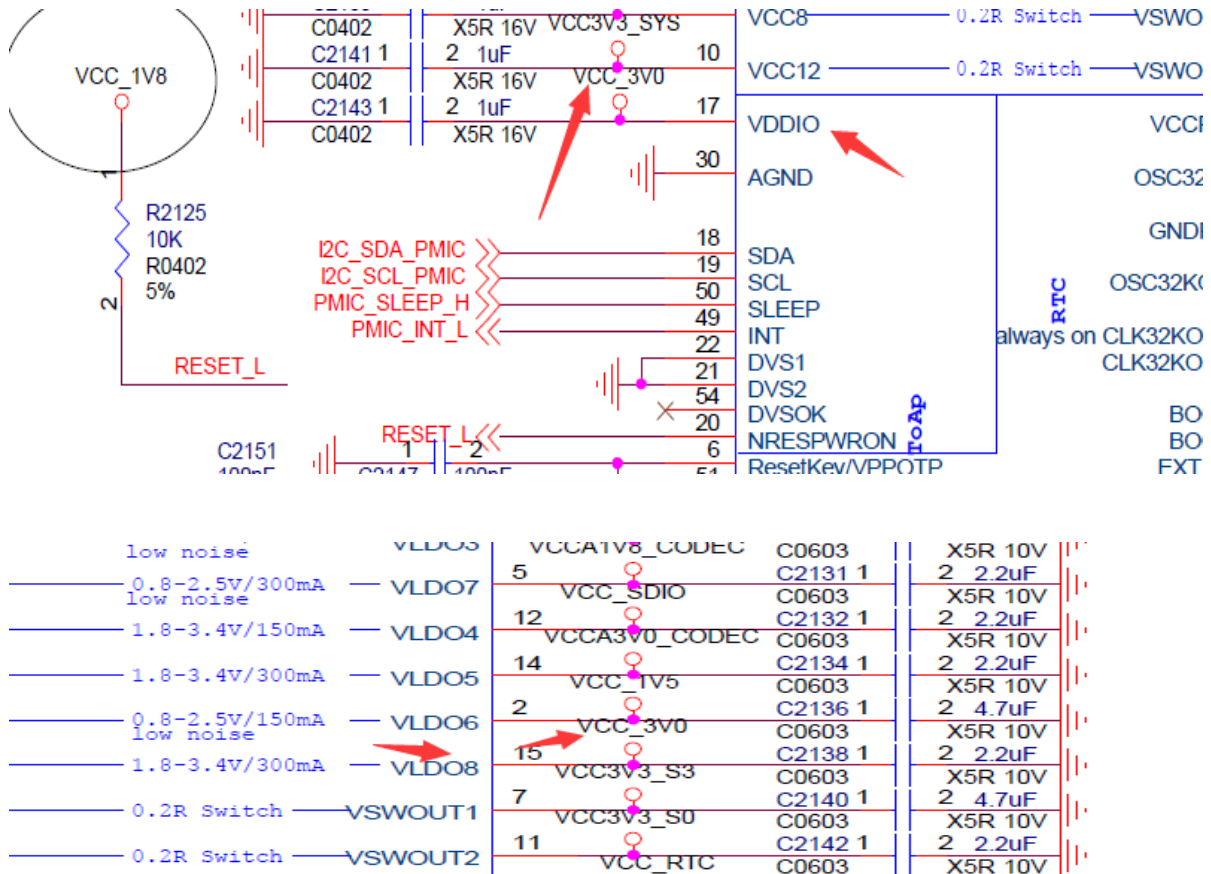 C0402
X5R 16V
VCC3V3_SYS
VCC8
0.2R Switch
VSWO
C2141 1
2 1uF
10
VCC_1V8
C0402
X5R 16V
VCC_3V0
VCC12
0.2R Switch
VSWO
C2143 1
2 1uF
17
C0402
X5R 16V
VDDIO
30
AGND
OSC32
1
R2125
10K
R0402
5%
2
GND
I2C_SDA_PMIC
18
SDA
I2C_SCL_PMIC
19
SCL
OSC32K
PMIC_SLEEP_H
50
SLEEP
RTC
PMIC_INT_L
49
INT
always on CLK32KO
22
DVS1
CLK32KO
RESET_L
21
DVS2
54
DVSOK
BO
ToAp
RESET_L
20
NRESPWRON
BO
C2151
1
2
6
ResetKey/VPPOTP
EXT
100nF
C2147
100nF
51
low noise
VLDO3
VCCA1V8_CODEC
C0603
X5R 10V
0.8-2.5V/300mA
VLDO7
5
C2131 1
2 2.2uF
low noise
VCC_SDIO
C0603
X5R 10V
1.8-3.4V/150mA
VLDO4
12
C2132 1
2 2.2uF
VCCA3V0_CODEC
C0603
X5R 10V
1.8-3.4V/300mA
VLDO5
14
C2134 1
2 2.2uF
VCC_1V5
C0603
X5R 10V
0.8-2.5V/150mA
VLDO6
2
C2136 1
2 4.7uF
low noise
VCC_3V0
C0603
X5R 10V
1.8-3.4V/300mA
VLDO8
15
C2138 1
2 2.2uF
VCC3V3_S3
C0603
X5R 10V
0.2R Switch
VSWOUT1
7
C2140 1
2 4.7uF
VCC3V3_S0
C0603
X5R 10V
0.2R Switch
VSWOUT2
11
C2142 1
2 2.2uF
VCC_RTC
C0603
X5R 10V